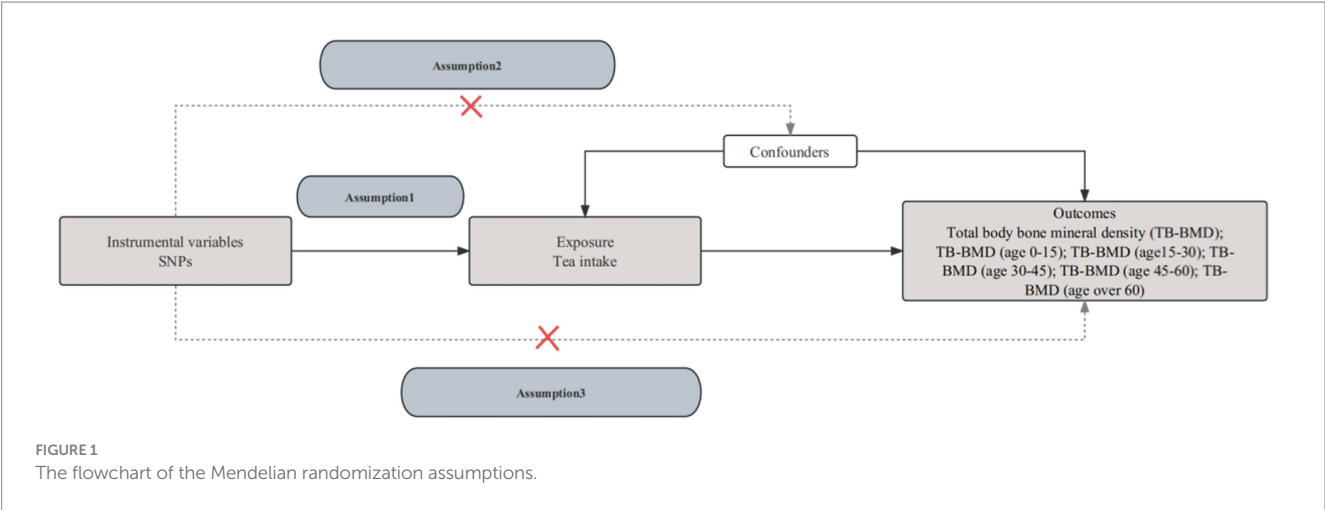 Assumption2
Confounders
Assumption1
Instrumental variables
SNPs
Exposure
Tea intake
Outcomes
Total body bone mineral density (TB-BMD);
TB-BMD (age 0-15); TB-BMD (age15-30); TB-
BMD (age 30-45); TB-BMD (age 45-60); TB-
BMD (age over 60)
Assumption3
FIGURE 1
The flowchart of the Mendelian randomization assumptions.